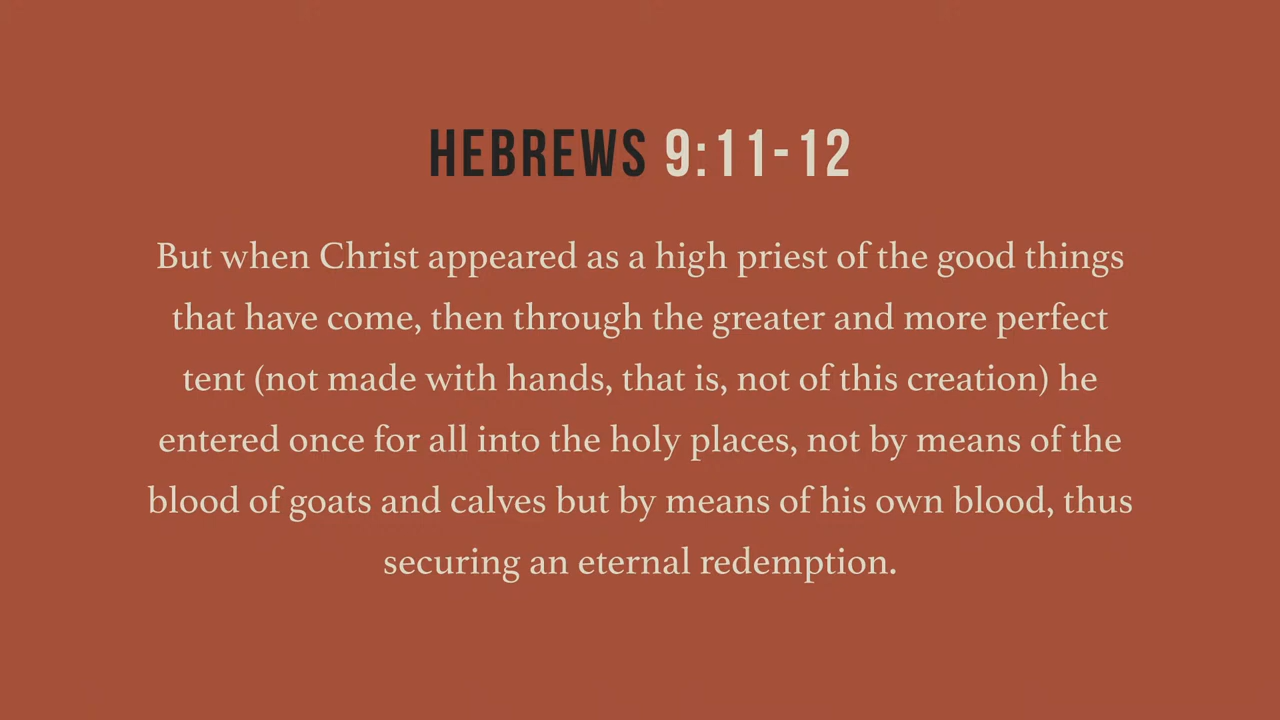 HEBREWS 9:11-12
But when Christ appeared as a high priest of the good things
that have come, then through the greater and more perfect
tent (not made with hands, that is, not of this creation) he
entered once for all into the holy places, not by means of the
blood of goats and calves but by means of his own blood, thus
securing an eternal redemption.